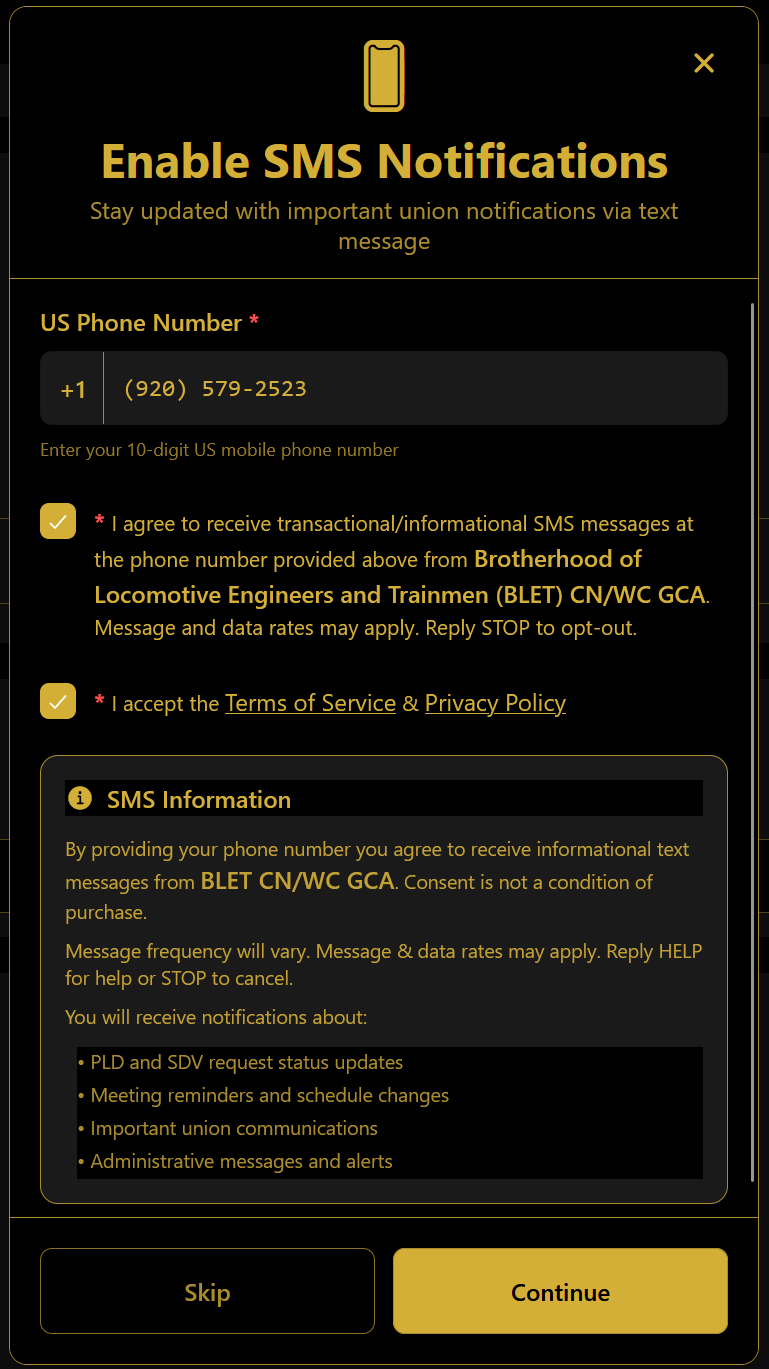 Enable SMS Notifications
Stay updated with important union notifications via text
message
US Phone Number *
+1 (920) 579-2523
Enter your 10-digit US mobile phone number
* I agree to receive transactional/informational SMS messages at
the phone number provided above from Brotherhood of
Locomotive Engineers and Trainmen (BLET) CN/WC GCA.
Message and data rates may apply. Reply STOP to opt-out.
* I accept the Terms of Service & Privacy Policy
SMS Information
By providing your phone number you agree to receive informational text
messages from BLET CN/WC GCA. Consent is not a condition of
purchase.
Message frequency will vary. Message & data rates may apply. Reply HELP
for help or STOP to cancel.
You will receive notifications about:
• PLD and SDV request status updates
• Meeting reminders and schedule changes
• Important union communications
• Administrative messages and alerts
Skip
Continue